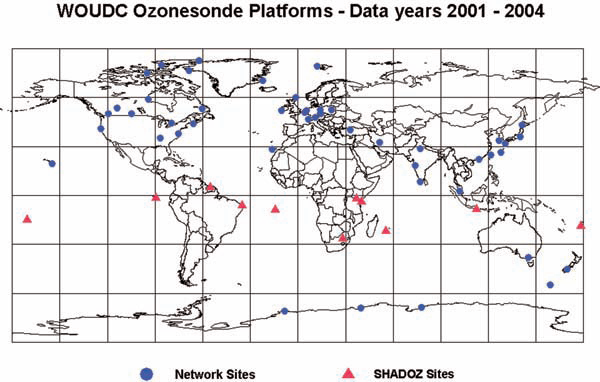 WOUDC Ozonesonde Platforms - Data years 2001 - 2004
Network Sites
SHADOZ Sites